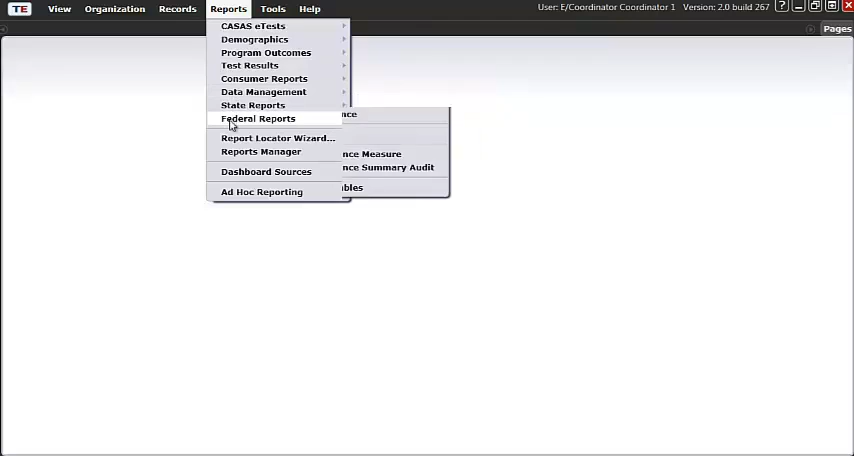 TE View Organization Records Reports Tools Help User: E/Coordinator Coordinator 1 Version: 2.0 build 267 ?
Pages
CASAS eTests
Demographics
Program Outcomes
Test Results
Consumer Reports
Data Management
State Reports
nce
Federal Reports
Report Locator Wizard...
Reports Manager
nce Measure
nce Summary Audit
Dashboard Sources
ables
Ad Hoc Reporting